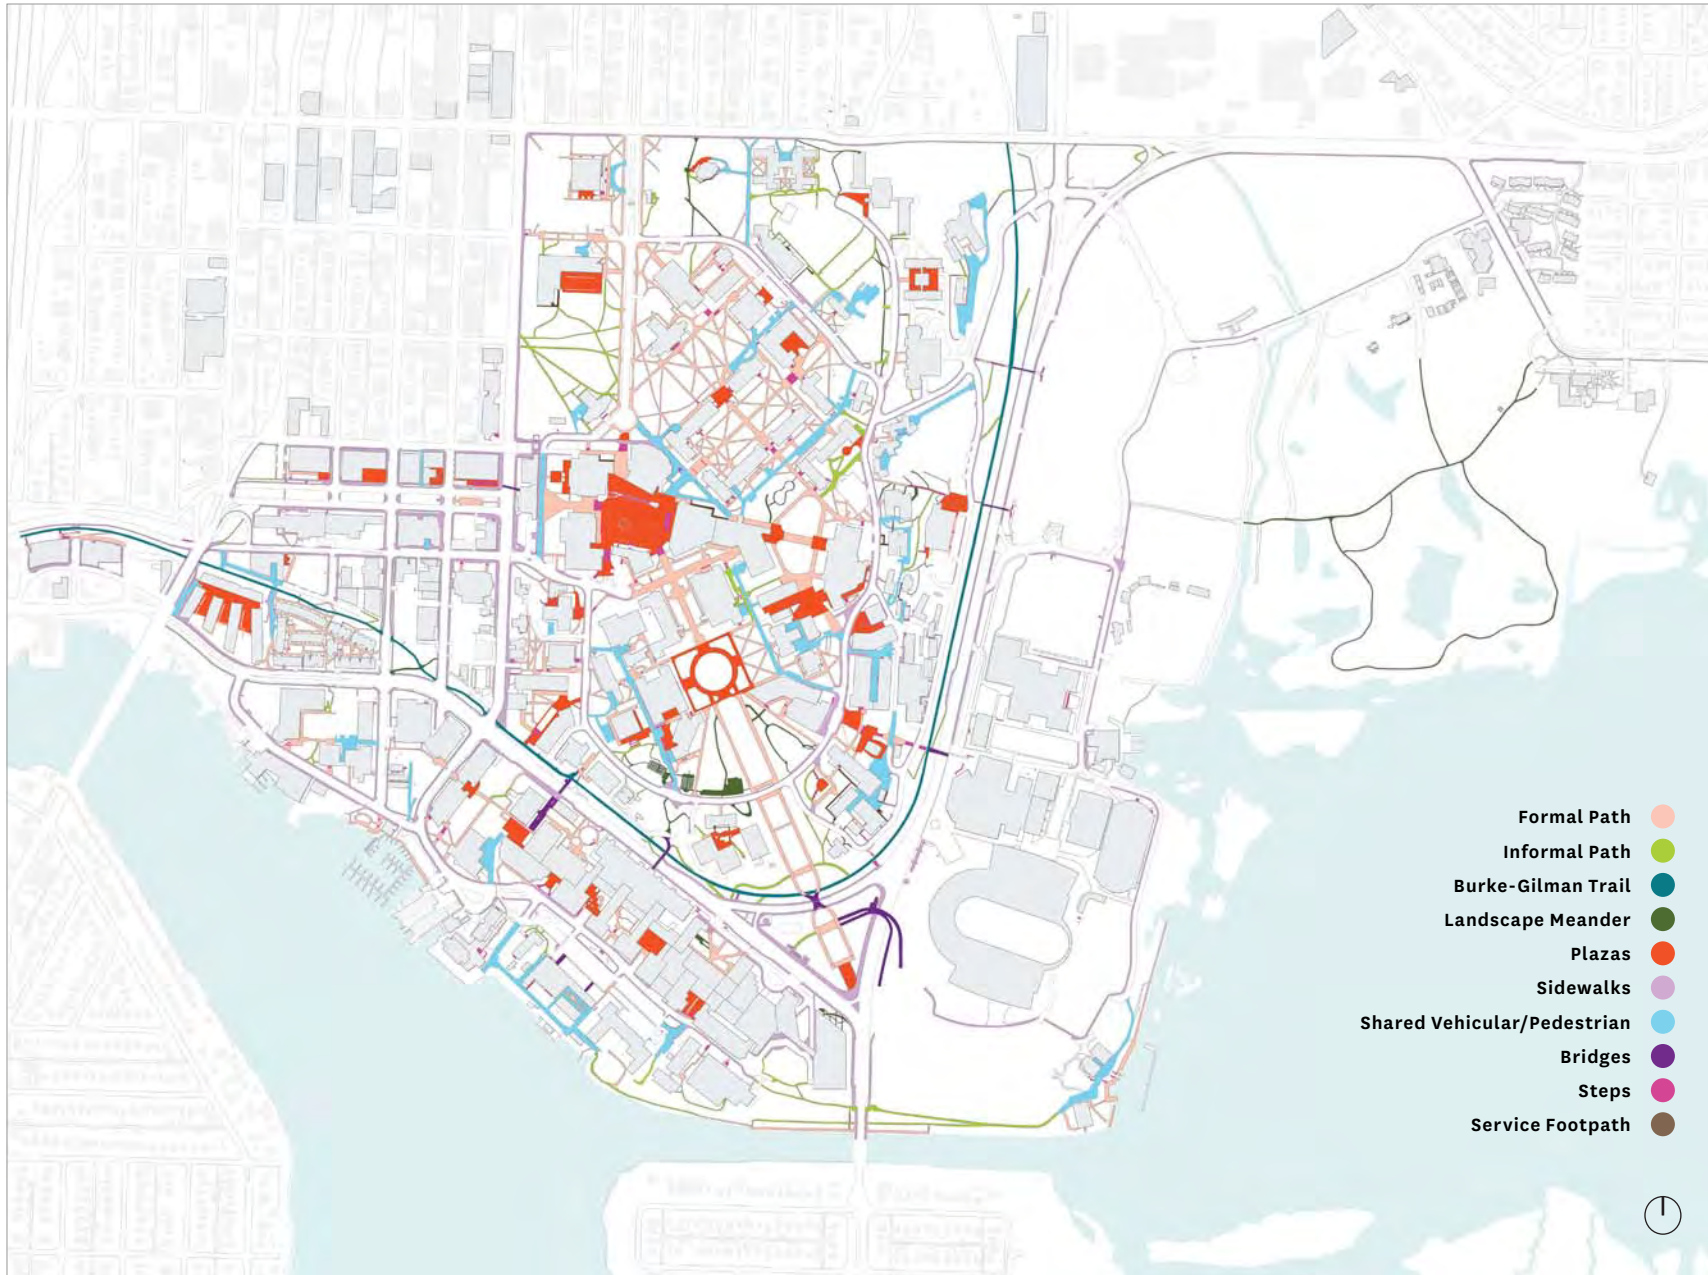 Formal Path
Informal Path
Burke-Gilman Trail
Landscape Meander
Plazas
Sidewalks
Shared Vehicular/Pedestrian
Bridges
Steps
Service Footpath